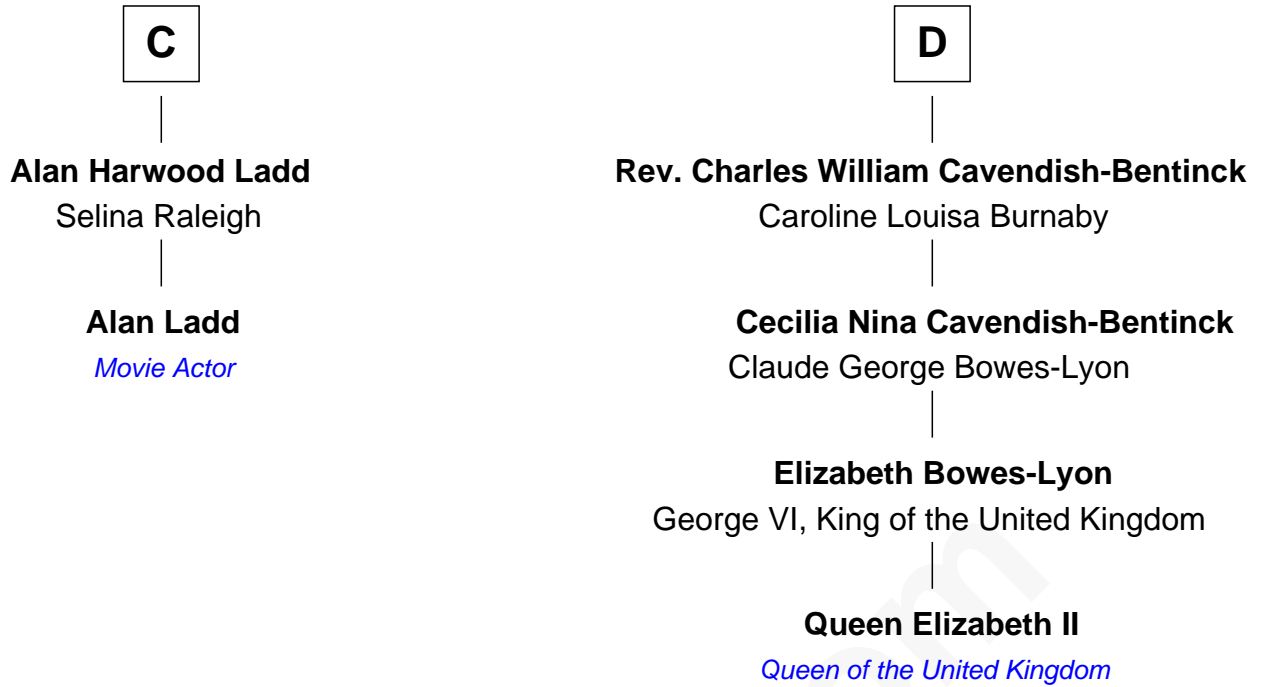 C
Alan Harwood Ladd
Selina Raleigh
Alan Ladd
Movie Actor
D
Rev. Charles William Cavendish-Bentinck
Caroline Louisa Burnaby
Cecilia Nina Cavendish-Bentinck
Claude George Bowes-Lyon
Elizabeth Bowes-Lyon
George VI, King of the United Kingdom
Queen Elizabeth II
Queen of the United Kingdom